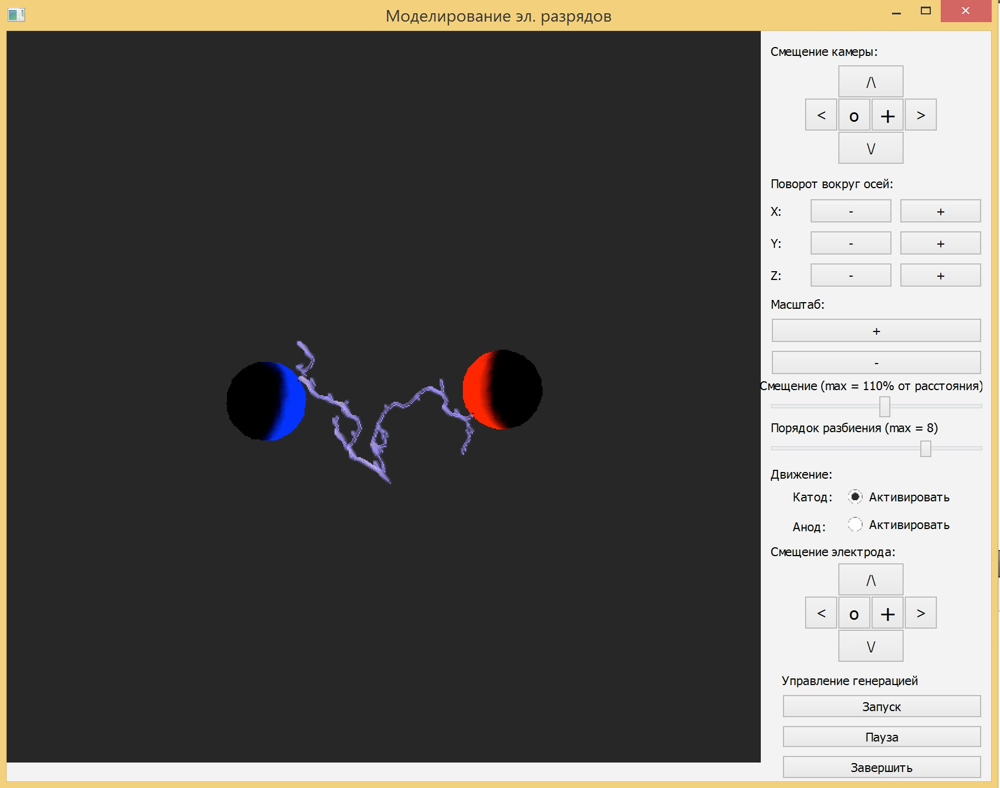 Моделирование эл. разрядов
Смещение камеры:
/\
< o + >
\/
Поворот вокруг осей:
X: - +
Y: - +
Z: - +
Масштаб:
+
-
Смещение (max = 110% от расстояния)
Порядок разбиения (max = 8)
Движение:
Катод: Активировать
Анод: Активировать
Смещение электрода:
/\
< o + >
\/
Управление генерацией
Запуск
Пауза
Завершить